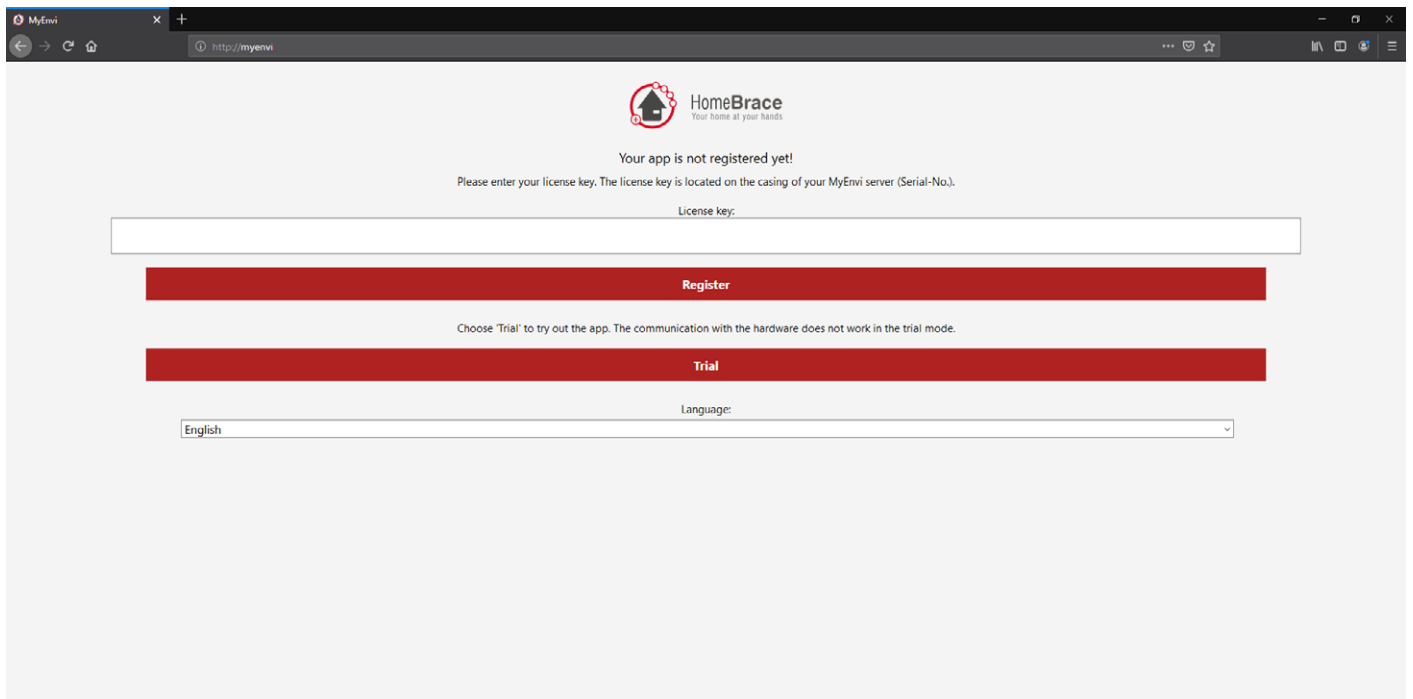 MyEnvi
http://myenvi
HomeBrace
Your home at your hands
Your app is not registered yet!
Please enter your license key. The license key is located on the casing of your MyEnvi server (Serial-No.).
License key:
Register
Choose 'Trial' to try out the app. The communication with the hardware does not work in the trial mode.
Trial
Language:
English